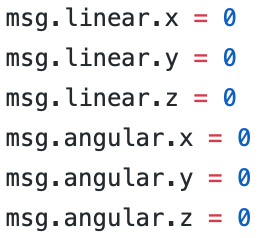 msg.linear.x = 0
msg.linear.y = 0
msg.linear.z = 0
msg.angular.x = 0
msg.angular.y = 0
msg.angular.z = 0